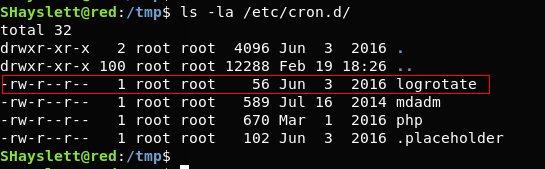 SHayslett@red:/tmp$ ls -la /etc/cron.d/
total 32
drwxr-xr-x   2 root root  4096 Jun  3  2016 .
drwxr-xr-x 100 root root 12288 Feb 19 18:26 ..
-rw-r--r--   1 root root    56 Jun  3  2016 logrotate
-rw-r--r--   1 root root   589 Jul 16  2014 mdadm
-rw-r--r--   1 root root   670 Mar  1  2016 php
-rw-r--r--   1 root root   102 Jun  3  2016 .placeholder
SHayslett@red:/tmp$